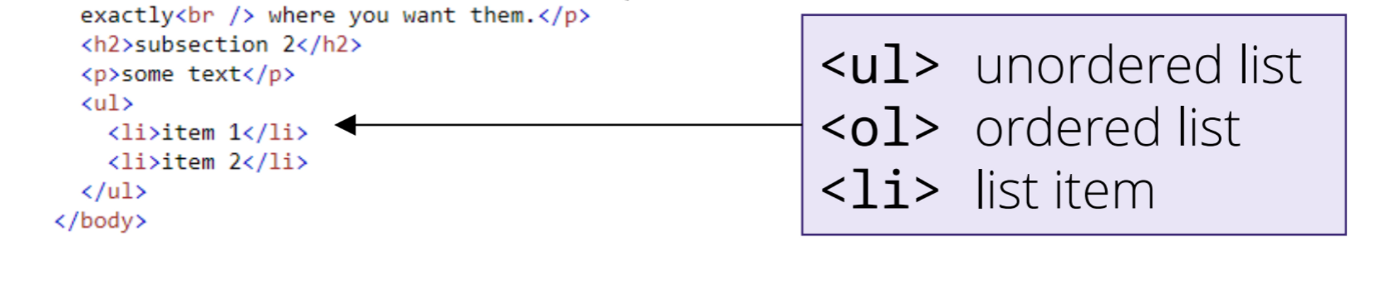 exactly<br /> where you want them.</p>
<h2>subsection 2</h2>
<p>some text</p>
<ul>
<li>item 1</li>
<li>item 2</li>
</ul>
</body>
<ul> unordered list
<ol> ordered list
<li> list item